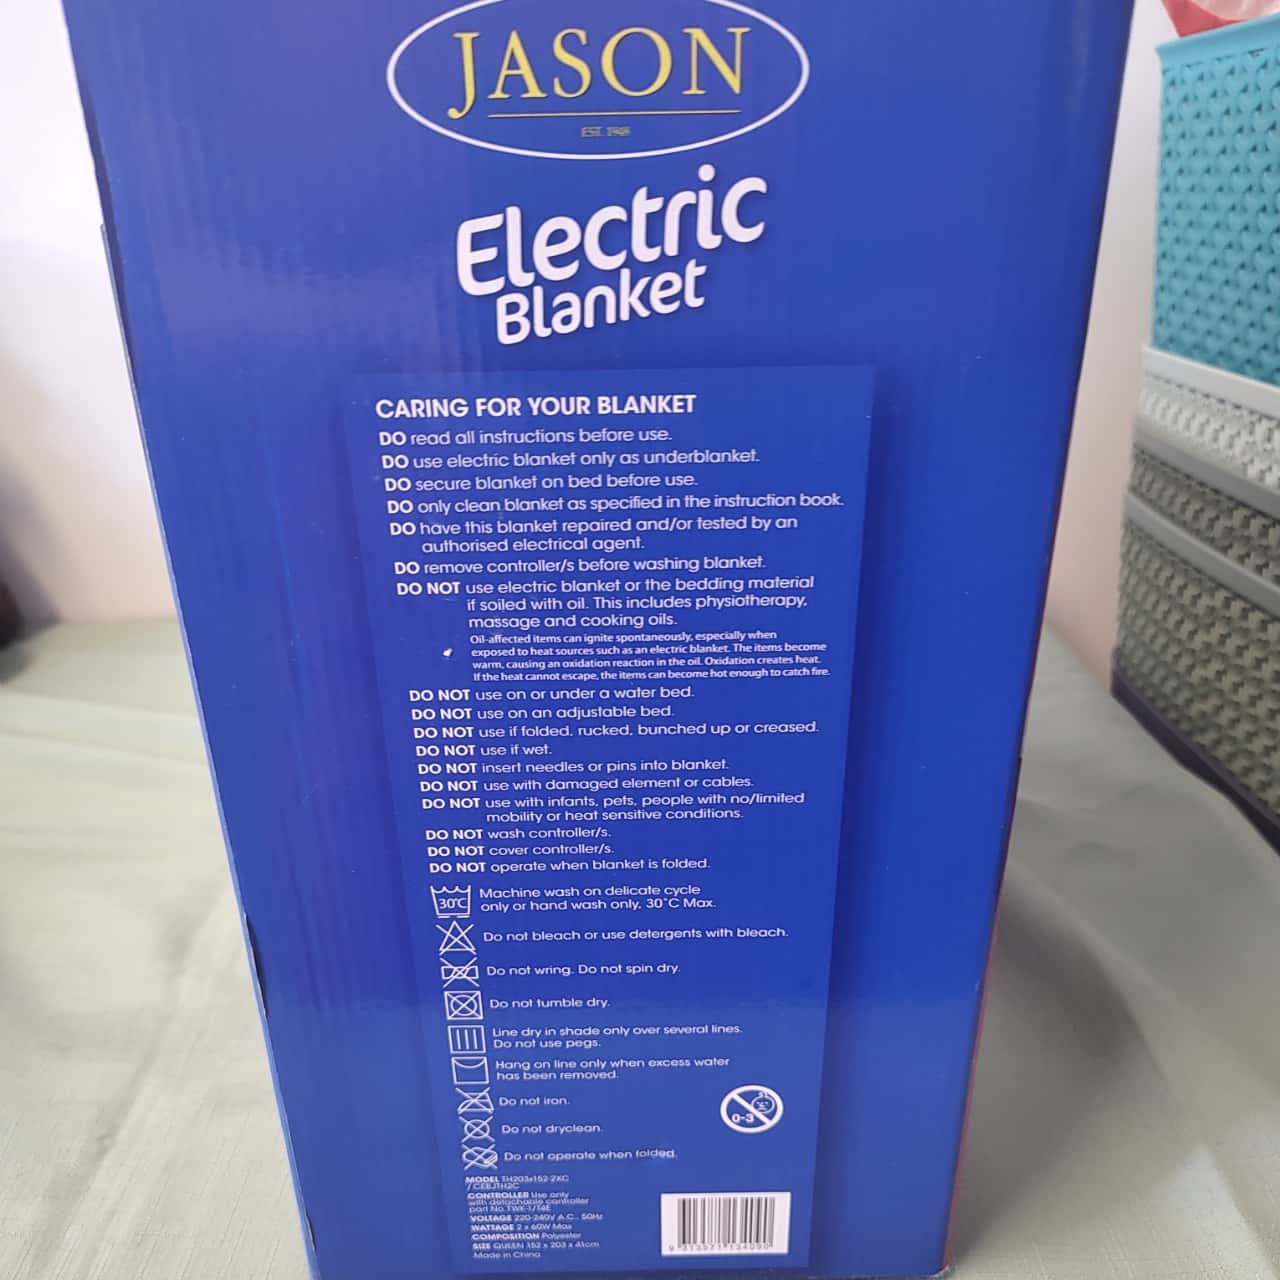 JASON
EST. 1948
Electric
Blanket
CARING FOR YOUR BLANKET
DO read all instructions before use.
DO use electric blanket only as underblanket.
DO secure blanket on bed before use.
DO only clean blanket as specified in the instruction book.
DO have this blanket repaired and/or tested by an
authorised electrical agent.
DO remove controller/s before washing blanket.
DO NOT use electric blanket or the bedding material
if soiled with oil. This includes physiotherapy,
massage and cooking oils.
Oil-affected items can ignite spontaneously, especially when
exposed to heat sources such as an electric blanket. The items become
warm, causing an oxidation reaction in the oil. Oxidation creates heat.
If the heat cannot escape, the items can become hot enough to catch fire.
DO NOT use on or under a water bed.
DO NOT use on an adjustable bed.
DO NOT use if folded, rucked, bunched up or creased.
DO NOT use if wet.
DO NOT insert needles or pins into blanket.
DO NOT use with damaged element or cables.
DO NOT use with infants, pets, people with no/limited
mobility or heat sensitive conditions.
DO NOT wash controller/s.
DO NOT cover controller/s.
DO NOT operate when blanket is folded.
30°C Machine wash on delicate cycle
only or hand wash only. 30°C Max.
Do not bleach or use detergents with bleach.
Do not wring. Do not spin dry.
Do not tumble dry.
Line dry in shade only over several lines.
Do not use pegs.
Hang on line only when excess water
has been removed.
Do not iron.
0-3
Do not dryclean.
Do not operate when folded.
MODEL TH203x152-2XC
CONTROLLER Use only
with detachable controller
part No.
VOLTAGE 220-240V A.C. 50Hz
WATTAGE 2 x 60W Max
COMPOSITION Polyester
SIZE QUEEN 152 x 203 x 41cm
Made in China